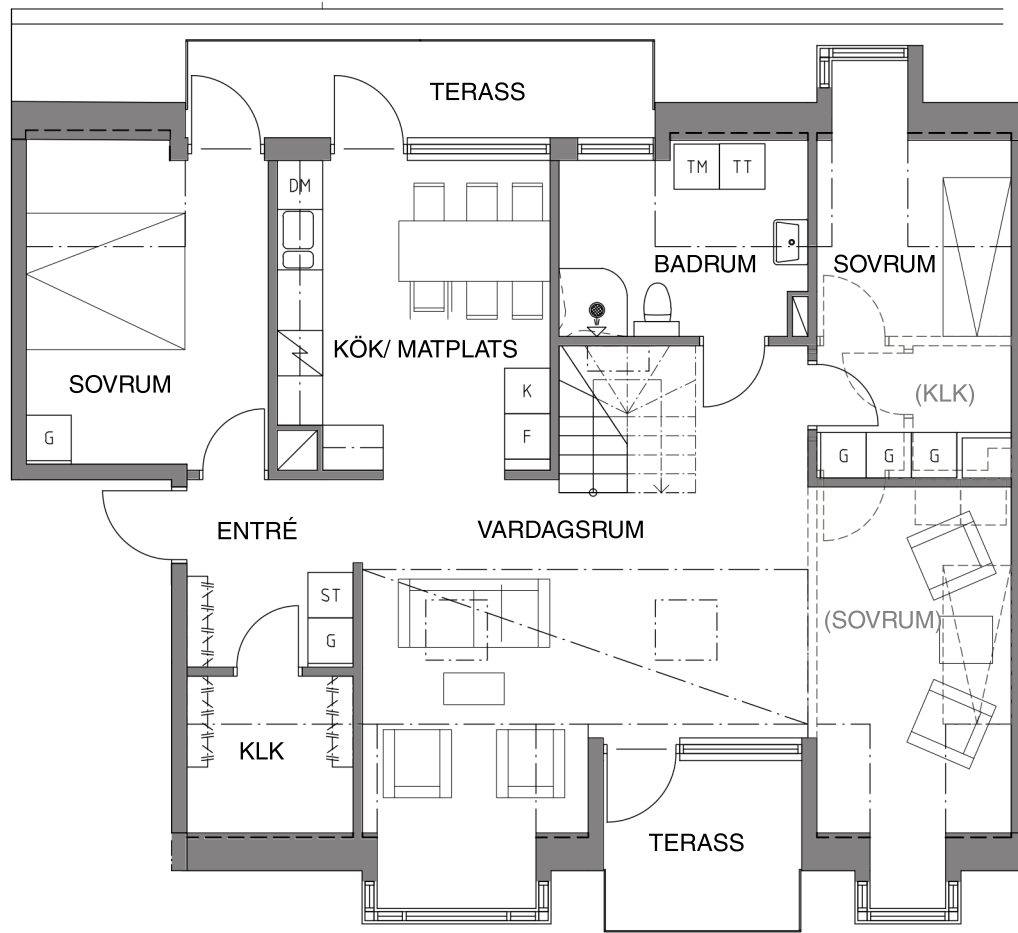 TERASS
DM
TM TT
BADRUM
SOVRUM
KÖK/ MATPLATS
SOVRUM
K
(KLK)
G
F
G G G
ENTRÉ
VARDAGSRUM
ST
G
(SOVRUM)
KLK
TERASS